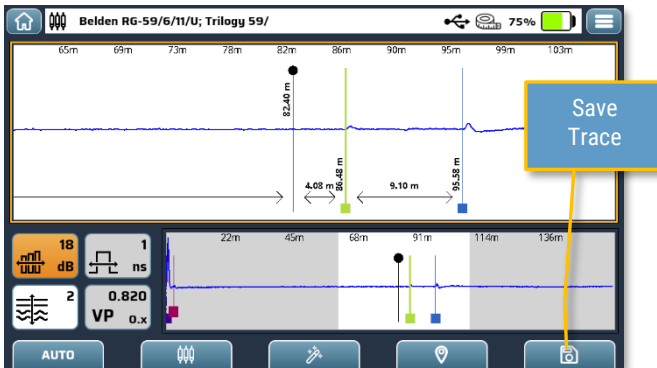 Belden RG-59/6/11/U; Trilogy 59/
75%
65m 69m 73m 78m 82m 86m 90m 95m 99m 103m
Save
Trace
82.40 m
4.08 m
86.48 m
9.10 m
95.58 m
18
dB
1
ns
2
0.820
VP 0.x
22m 45m 68m 91m 114m 136m
AUTO